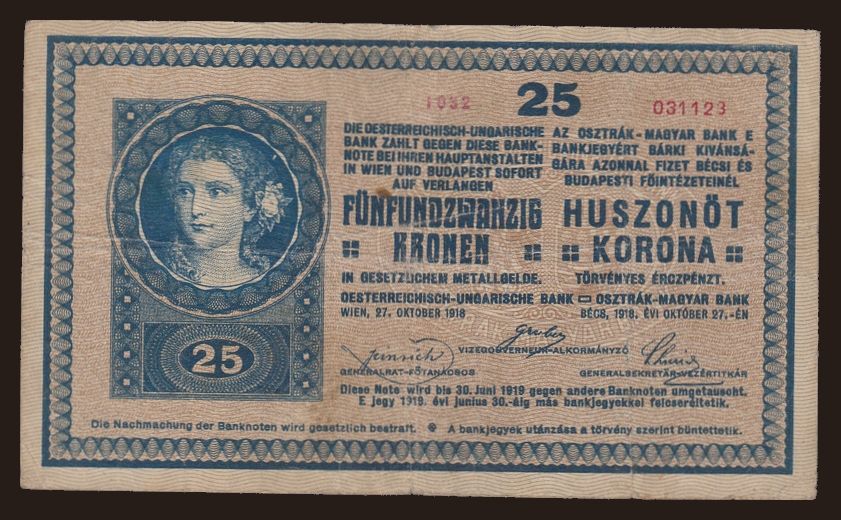 1032
25
031123
DIE OESTERREICHISCH-UNGARISCHE
BANK ZAHLT GEGEN DIESE BANK-
NOTE BEI IHREN HAUPTANSTALTEN
IN WIEN UND BUDAPEST SOFORT
AUF VERLANGEN
FÜNFUNDZWANZIG
KRONEN
IN GESETZLICHEM METALLGELDE.
OESTERREICHISCH-UNGARISCHE BANK
WIEN, 27. OKTOBER 1918
AZ OSZTRÁK-MAGYAR BANK E
BANKJEGYÉRT BÁRKI KIVÁNSÁ-
GÁRA AZONNAL FIZET BÉCSI ÉS
BUDAPESTI FŐINTÉZETEINÉL
HUSZONÖT
KORONA
TÖRVÉNYES ÉRCZPÉNZT.
OSZTRÁK-MAGYAR BANK
BÉCS, 1918. ÉVI OKTÓBER 27.-ÉN
VIZEGOUVERNEUR-ALKORMÁNYZÓ
GENERALRAT-FŐTANÁCSOS
GENERALSEKRETÄR-VEZÉRTITKÁR
Diese Note wird bis 30. Juni 1919 gegen andere Banknoten umgetauscht.
E jegy 1919. évi junius 30.-áig más bankjegyekkel felcseréltetik.
25
Die Nachmachung der Banknoten wird gesetzlich bestraft.
A bankjegyek utánzása a törvény szerint büntettetik.